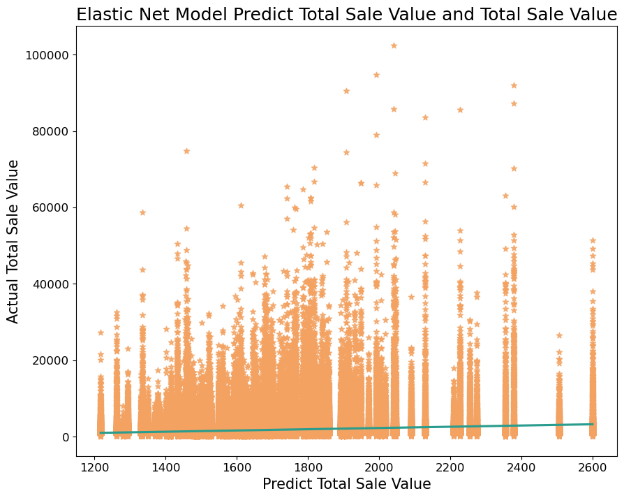 Elastic Net Model Predict Total Sale Value and Total Sale Value
100000
80000
60000
40000
20000
0
Actual Total Sale Value
1200 1400 1600 1800 2000 2200 2400 2600
Predict Total Sale Value